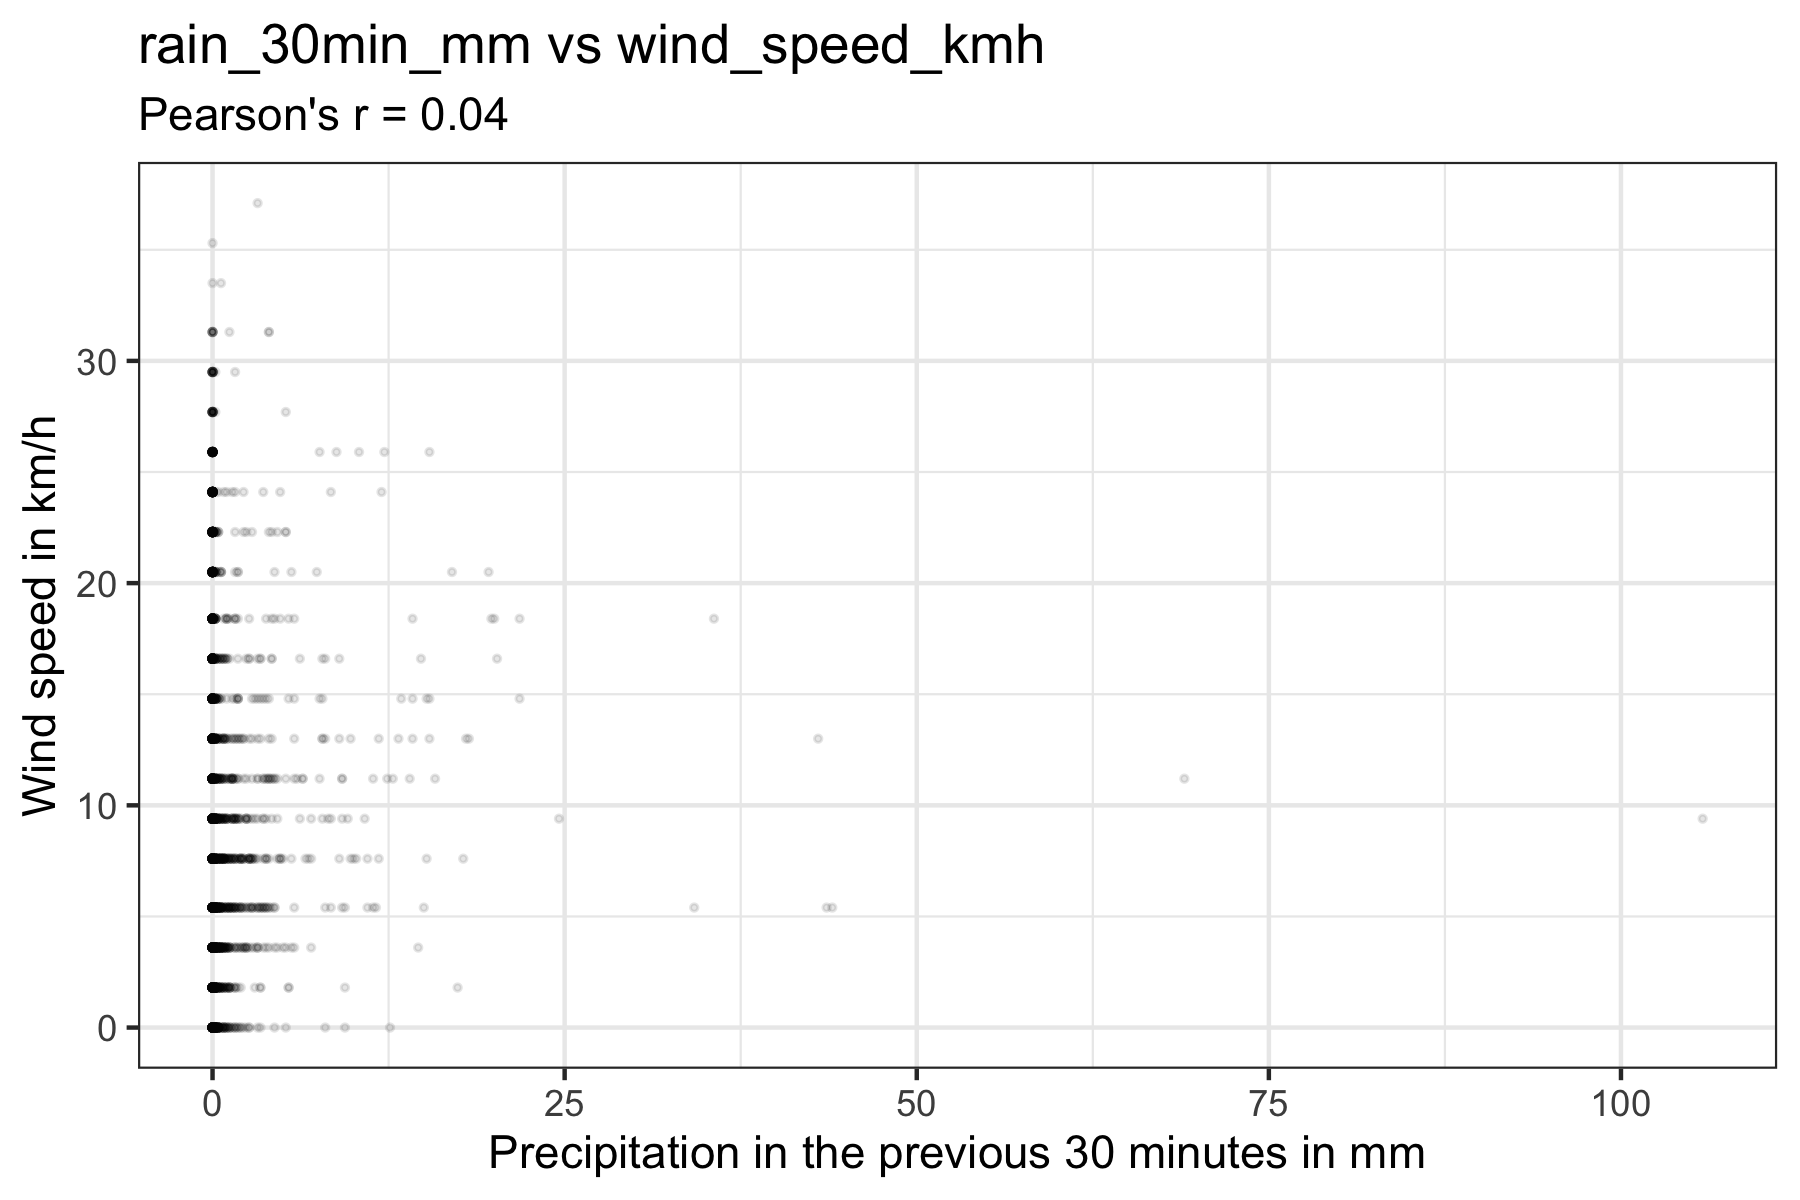 rain_30min_mm vs wind_speed_kmh
Pearson's r = 0.04
Wind speed in km/h
30
20
10
0
0 25 50 75 100
Precipitation in the previous 30 minutes in mm